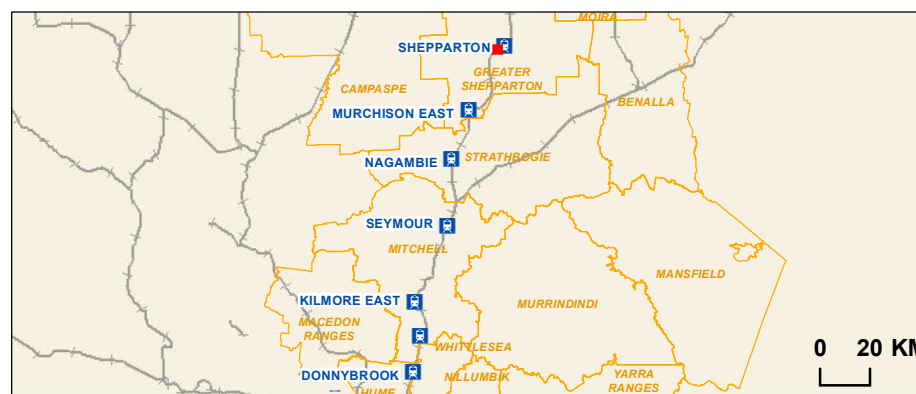 MOIRA
SHEPPARTON
GREATER
SHEPPARTON
CAMPASPE
BENALLA
MURCHISON EAST
NAGAMBIE
STRATHBOGIE
SEYMOUR
MITCHELL
MANSFIELD
KILMORE EAST
MURRINDINDI
MACEDON
RANGES
WHITTLESEA
0 20 KM
DONNYBROOK
NILLUMBIK
YARRA
RANGES
HUME